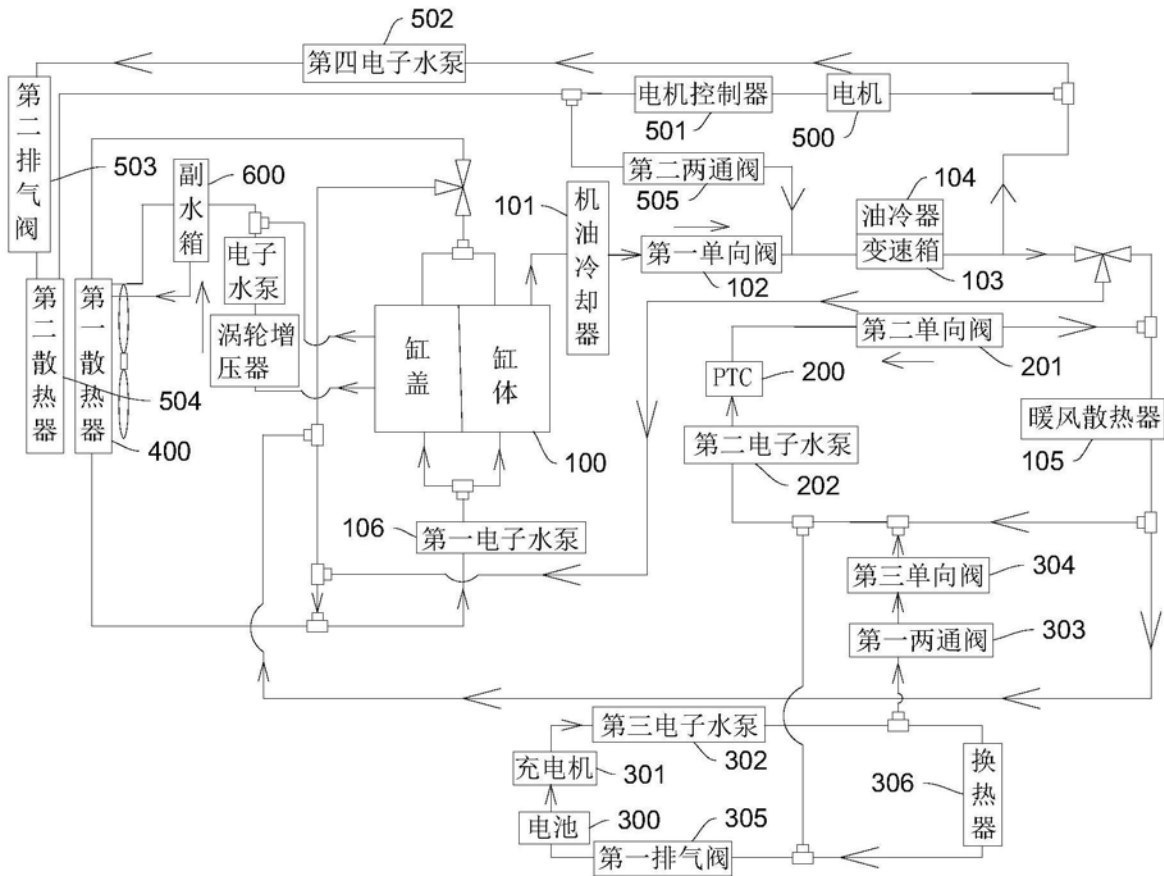 502
第四电子水泵
第二排气阀
503
电机控制器
501
电机
500
副水箱
600
第二两通阀
505
101
机油冷却器
104
油冷器
变速箱
103
第一单向阀
102
电子
水泵
涡轮增
压器
第二散热器
504
第一散热器
400
缸盖
缸体
100
第二单向阀
201
PTC
200
暖风散热器
105
第二电子水泵
202
106
第一电子水泵
第三单向阀
304
第一两通阀
303
第三电子水泵
302
充电机
301
换热器
306
电池
300
305
第一排气阀